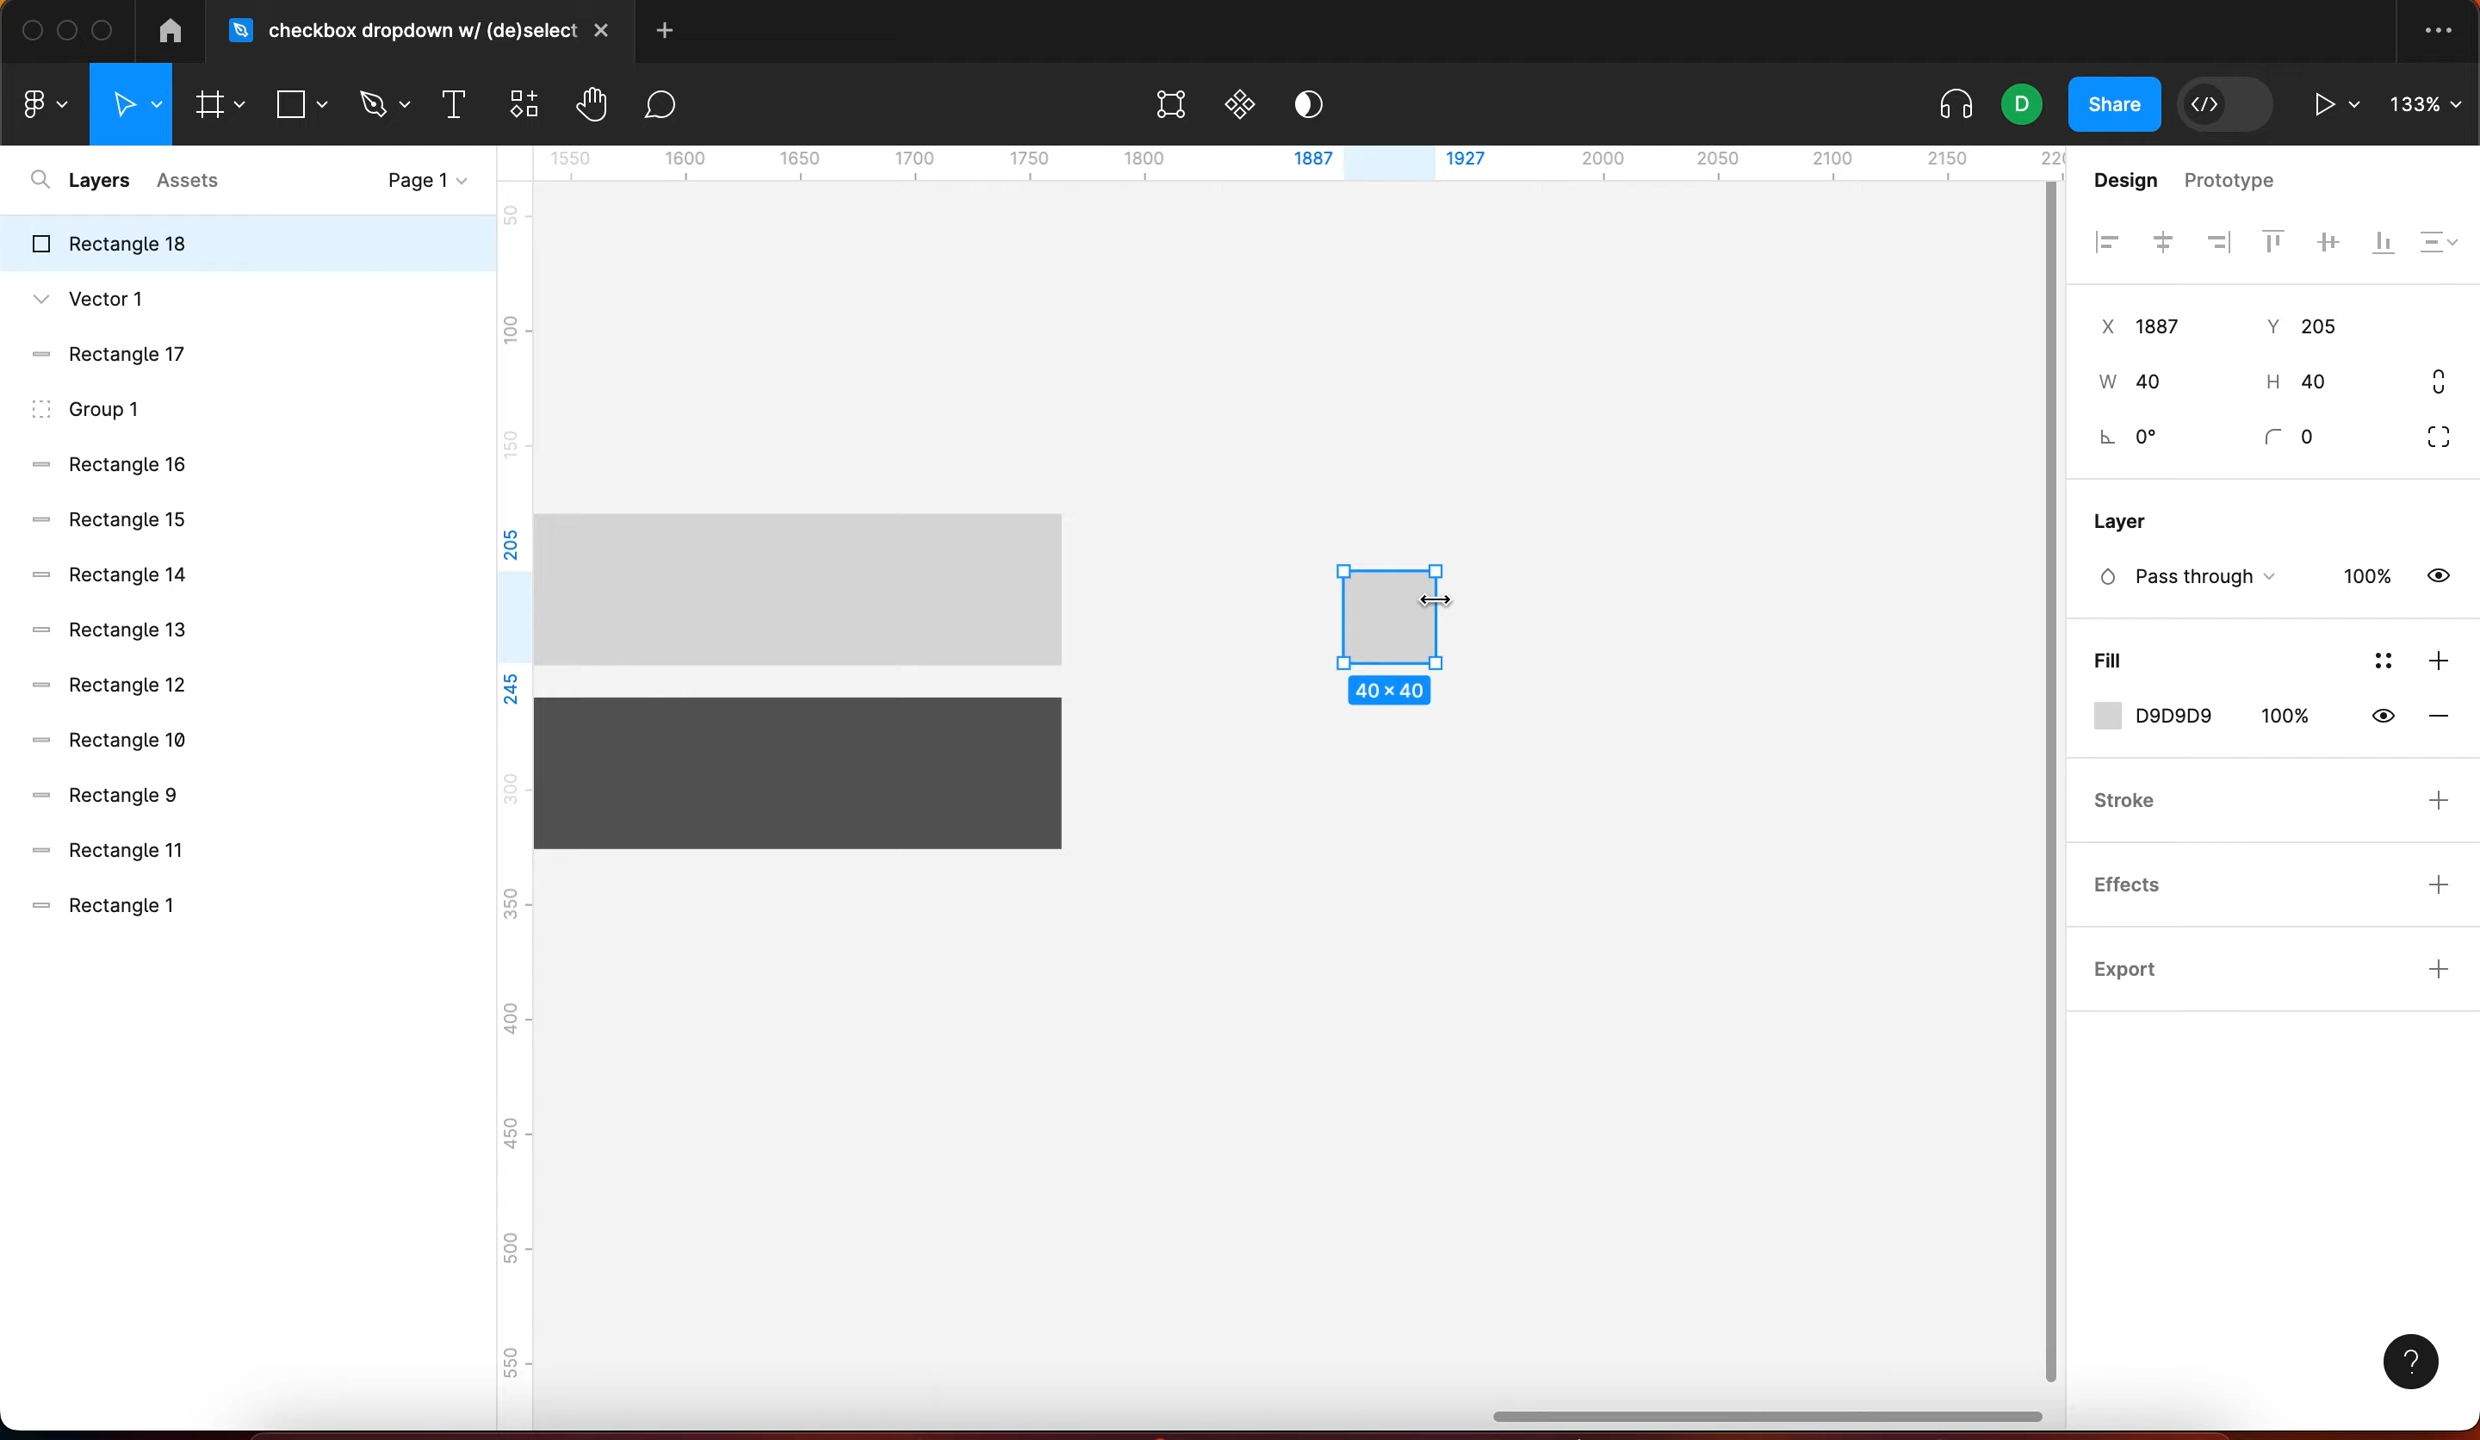 checkbox dropdown w/ (de)select
D
Share
133%
Layers Assets Page 1
Rectangle 18
Vector 1
Rectangle 17
Group 1
Rectangle 16
Rectangle 15
Rectangle 14
Rectangle 13
Rectangle 12
Rectangle 10
Rectangle 9
Rectangle 11
Rectangle 1
1550 1600 1650 1700 1750 1800 1887 1927 2000 2050 2100 2150
50
100
150
205
245
300
350
400
450
500
550
40 × 40
Design Prototype
X 1887 Y 205
W 40 H 40
0° 0
Layer
Pass through 100%
Fill
D9D9D9 100%
Stroke
Effects
Export
?